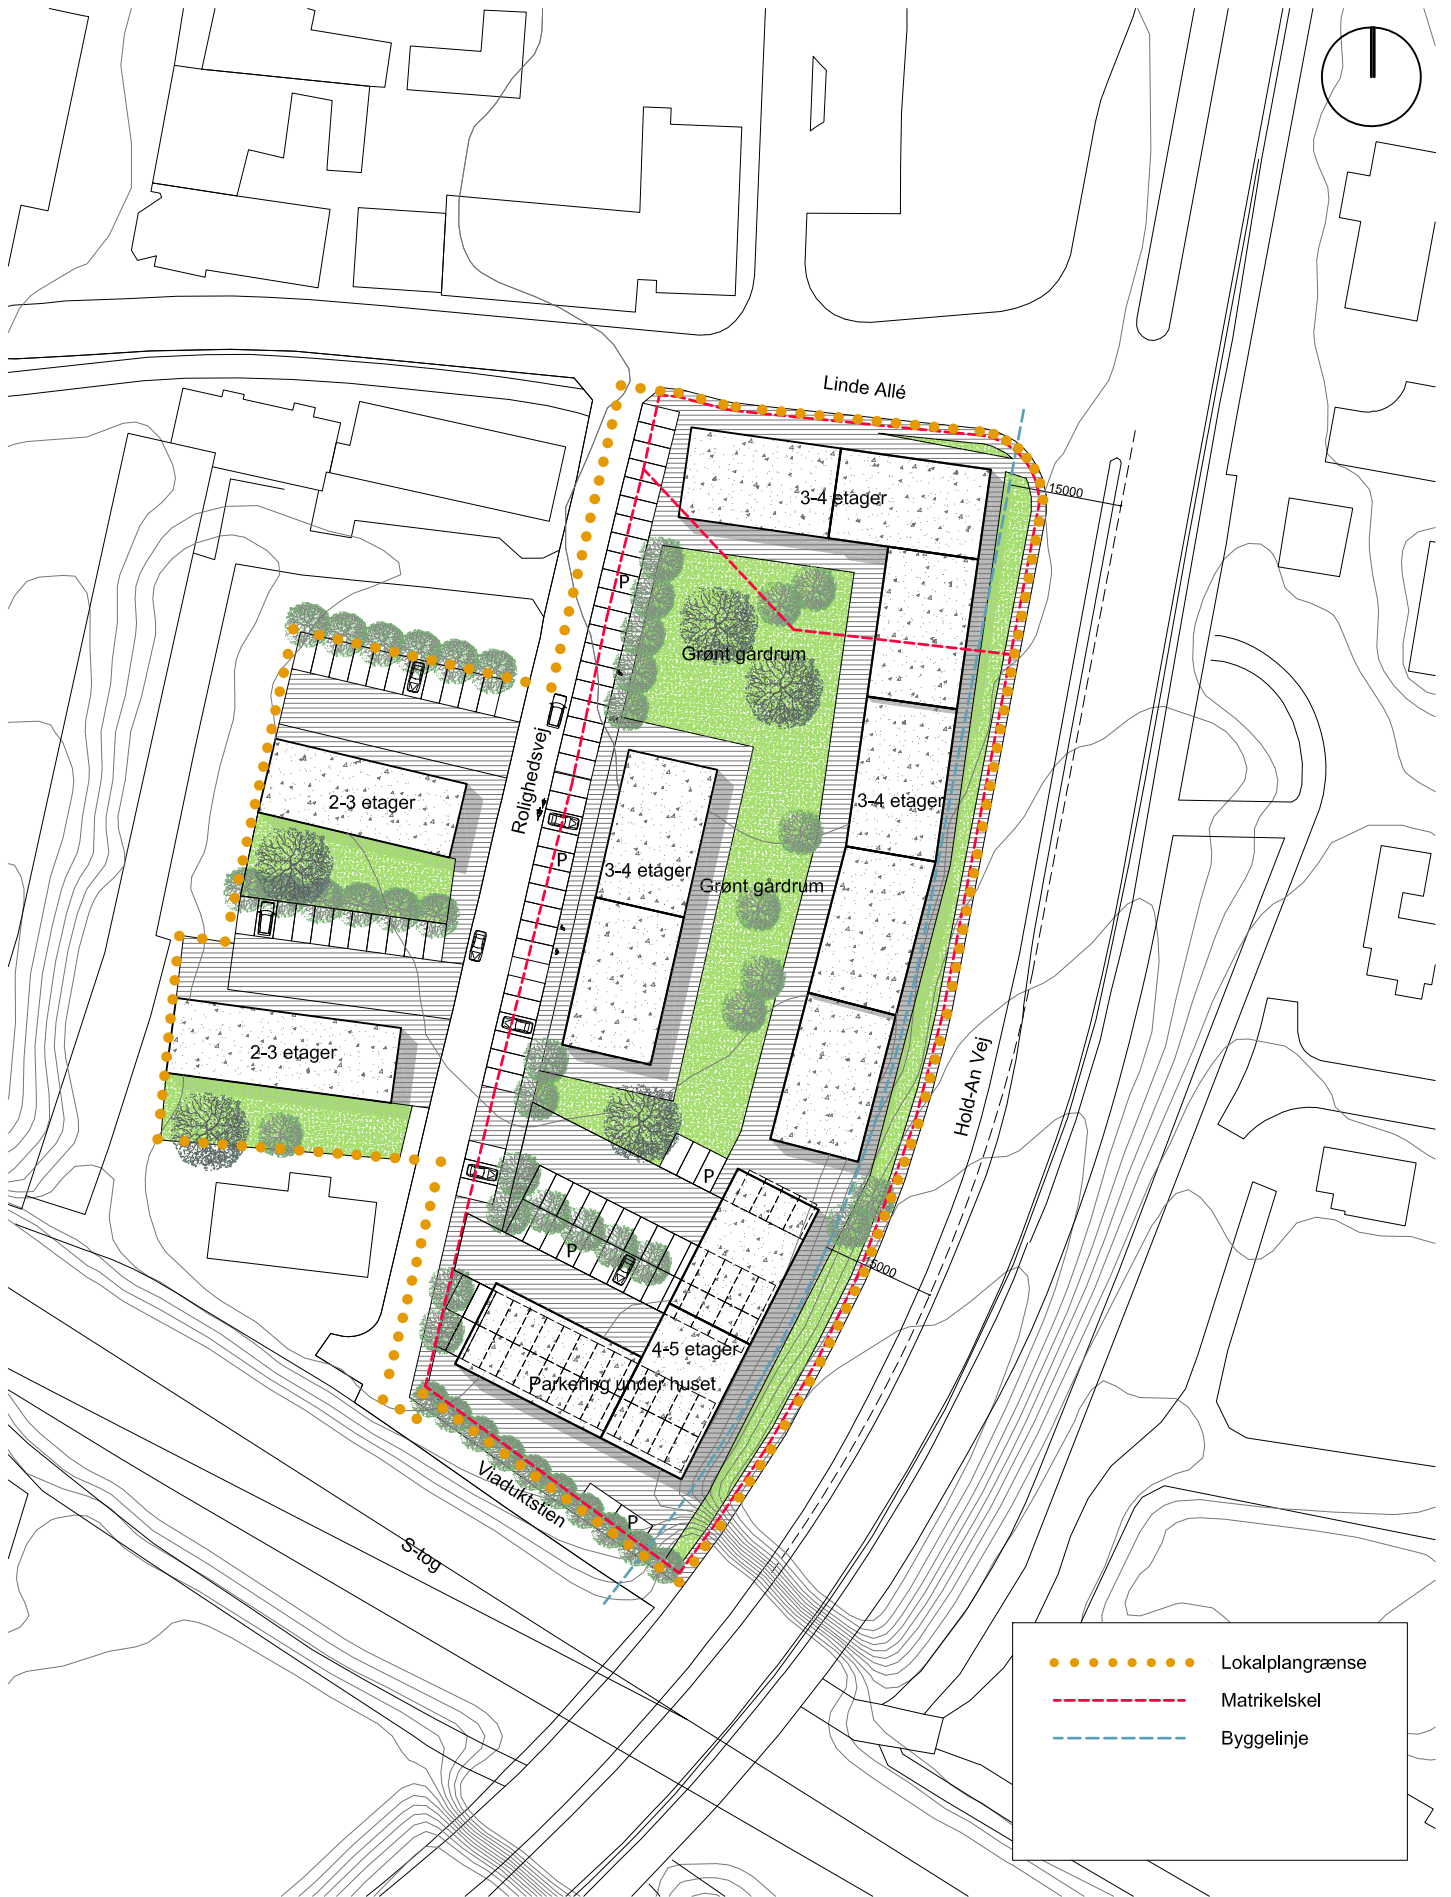 Linde Allé
15000
3-4 etager
P
Grønt gårdrum
Rolighedsvej
2-3 etager
3-4 etager
P
3-4 etager
Grønt gårdrum
2-3 etager
Hold-An Vej
P
P
15000
4-5 etager
Parkering under huset
Viaduktstien
P
S-tog
Lokalplangrænse
Matrikelskel
Byggelinje